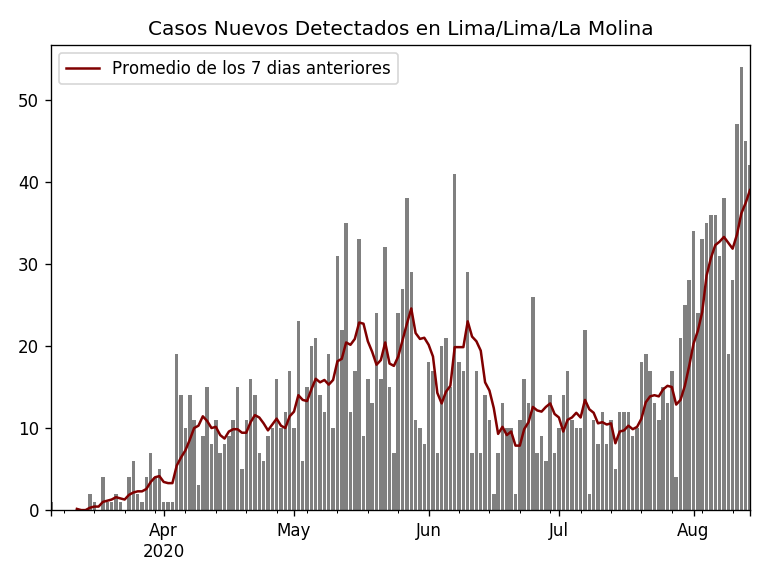 Casos Nuevos Detectados en Lima/Lima/La Molina
Promedio de los 7 dias anteriores
50
40
30
20
10
0
Apr
2020
May
Jun
Jul
Aug